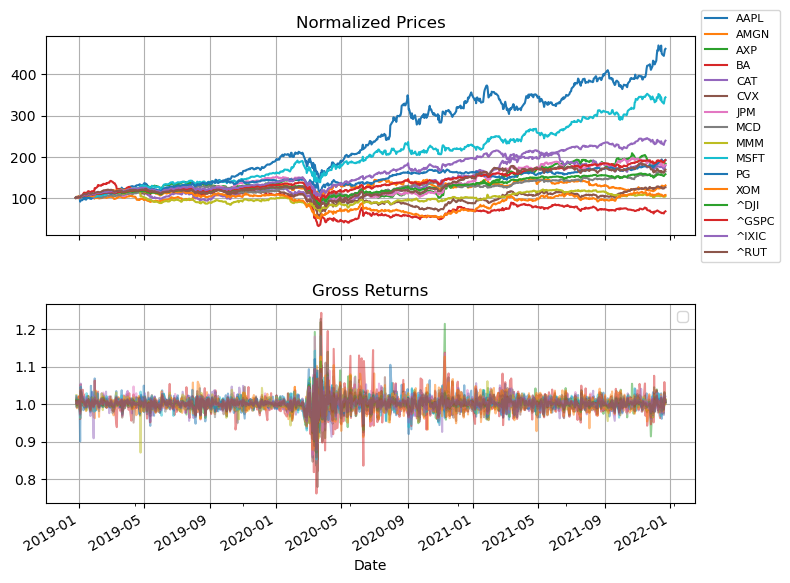 Normalized Prices
400
300
200
100
AAPL
AMGN
AXP
BA
CAT
CVX
JPM
MCD
MMM
MSFT
PG
XOM
^DJI
^GSPC
^IXIC
^RUT
Gross Returns
1.2
1.1
1.0
0.9
0.8
2019-01
2019-05
2019-09
2020-01
2020-05
2020-09
2021-01
2021-05
2021-09
2022-01
Date